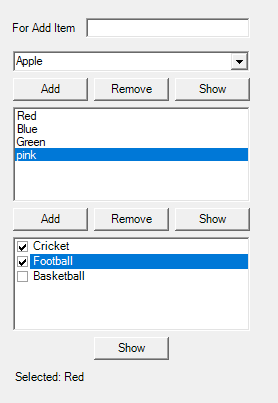 For Add Item
Apple
Add Remove Show
Red
Blue
Green
pink
Add Remove Show
Cricket
Football
Basketball
Show
Selected: Red